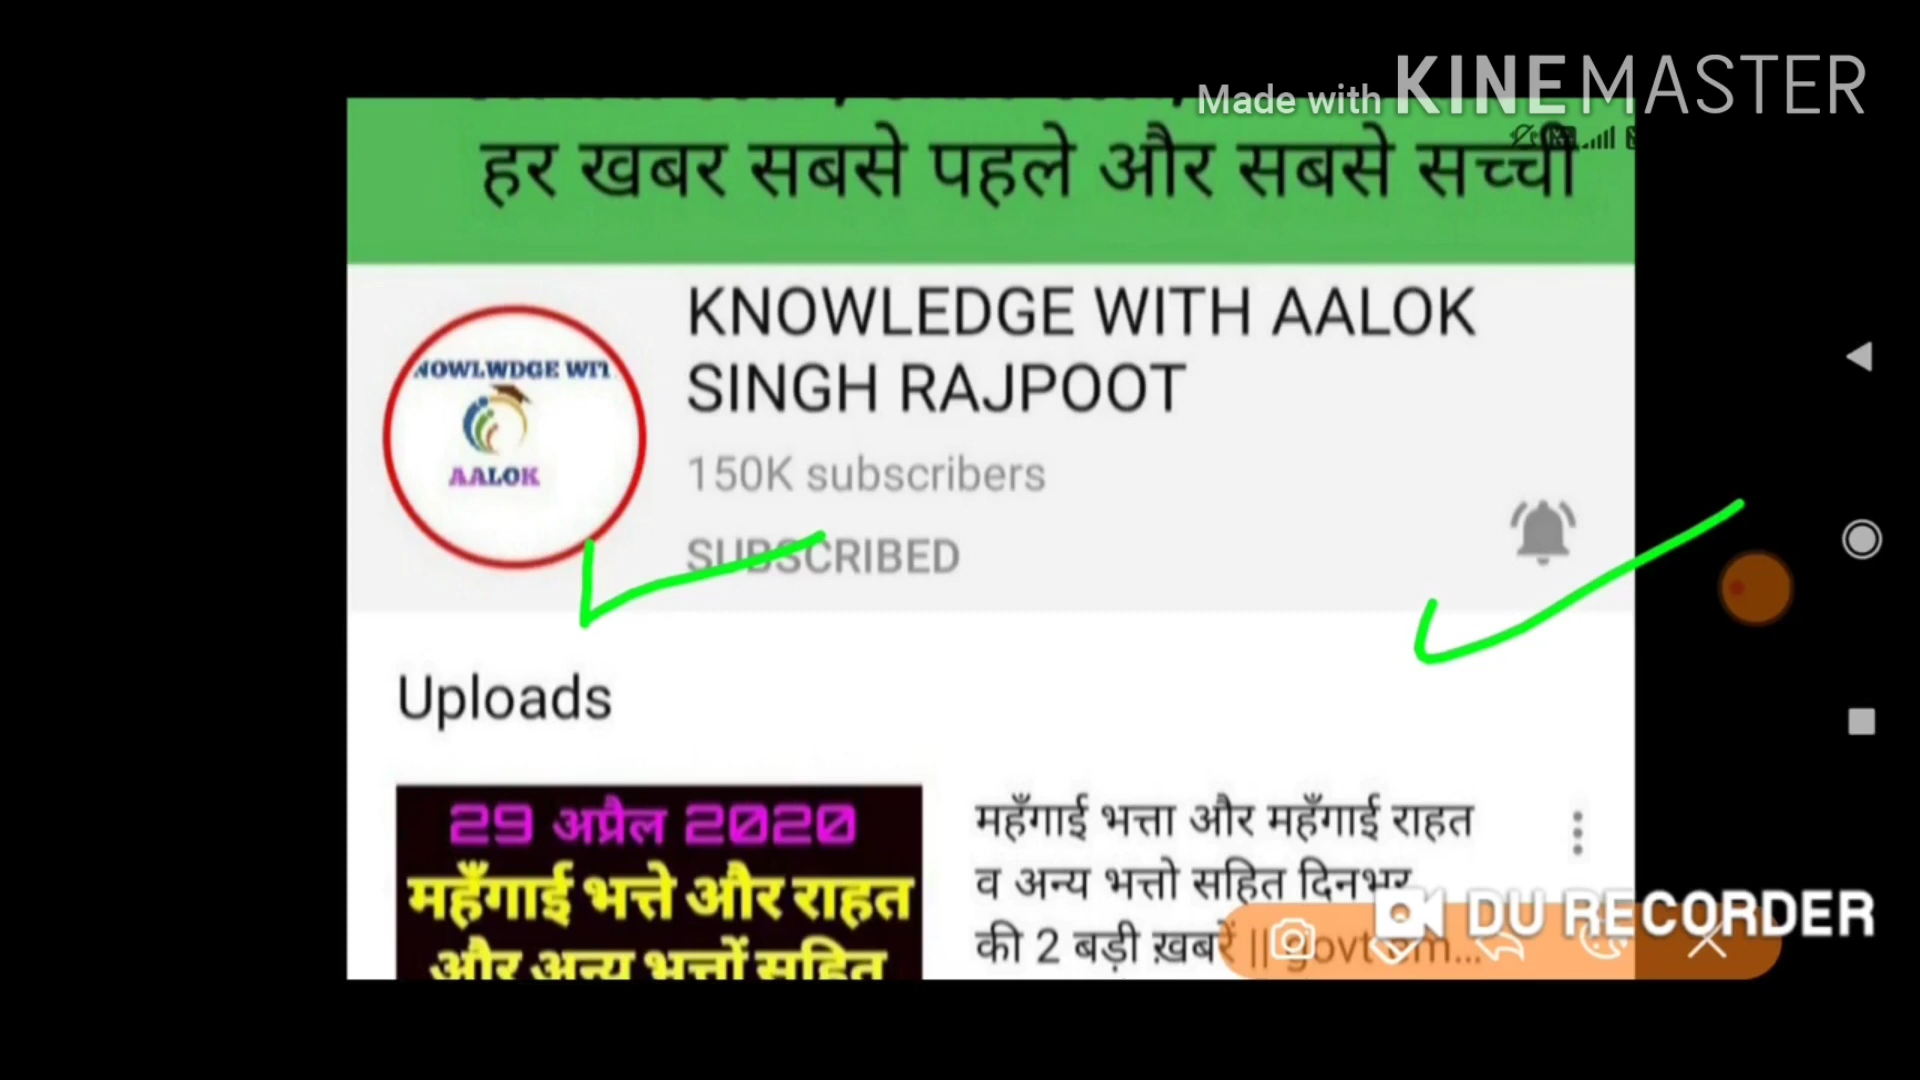 Made with KINEMASTER
हर खबर सबसे पहले और सबसे सच्ची
KNOWLEDGE WITH AALOK
SINGH RAJPOOT
NOWLWDGE WIT
AALOK
150K subscribers
SUBSCRIBED
Uploads
29 अप्रैल 2020
महँगाई भत्ते और राहत
और अन्य भत्तों सहित
महँगाई भत्ता और महँगाई राहत
व अन्य भत्तो सहित दिनभर
की 2 बड़ी ख़बरें || govt em...
DU RECORDER